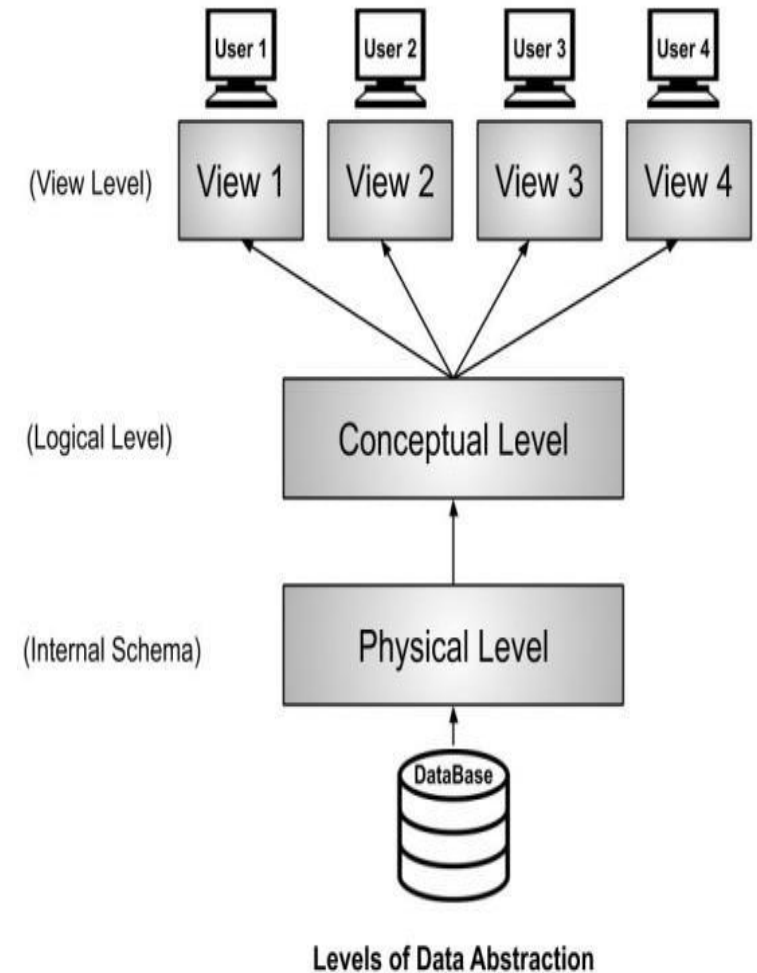 User 1 User 2 User 3 User 4
(View Level) View 1 View 2 View 3 View 4
(Logical Level) Conceptual Level
(Internal Schema) Physical Level
DataBase
Levels of Data Abstraction